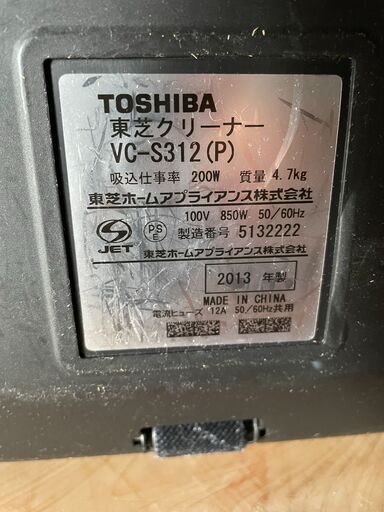 TOSHIBA
東芝クリーナー
VC-S312(P)
吸込仕事率 200W 質量 4.7kg
東芝ホームアプライアンス株式会社
100V 850W 50/60Hz
S JET PS E 製造番号 5132222
東芝ホームアプライアンス株式会社
2013 年製
MADE IN CHINA
電流ヒューズ 12A 50/60Hz共用